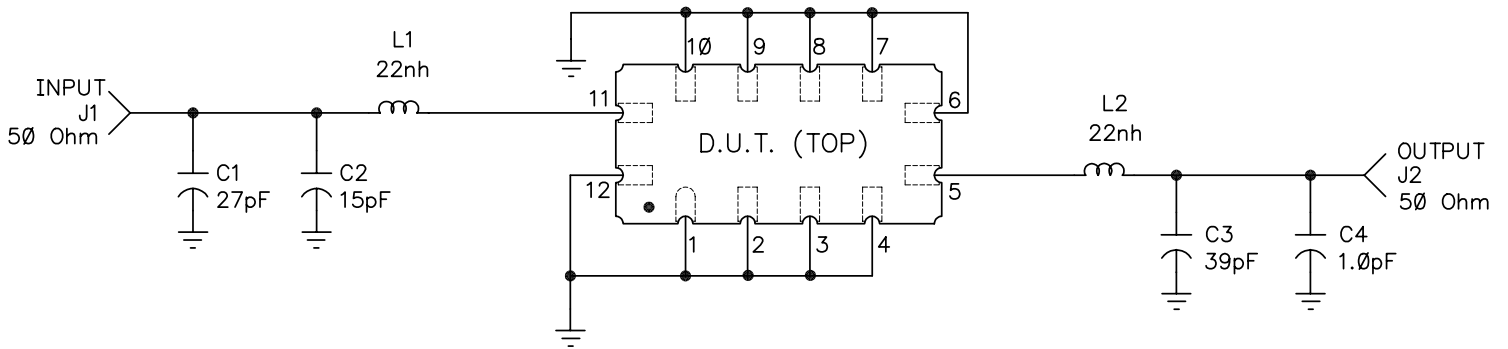 INPUT
J1
5Ø Ohm
C1
27pF
C2
15pF
L1
22nh
1Ø
9
8
7
11
6
D.U.T. (TOP)
12
5
1
2
3
4
L2
22nh
C3
39pF
C4
1.ØpF
OUTPUT
J2
5Ø Ohm